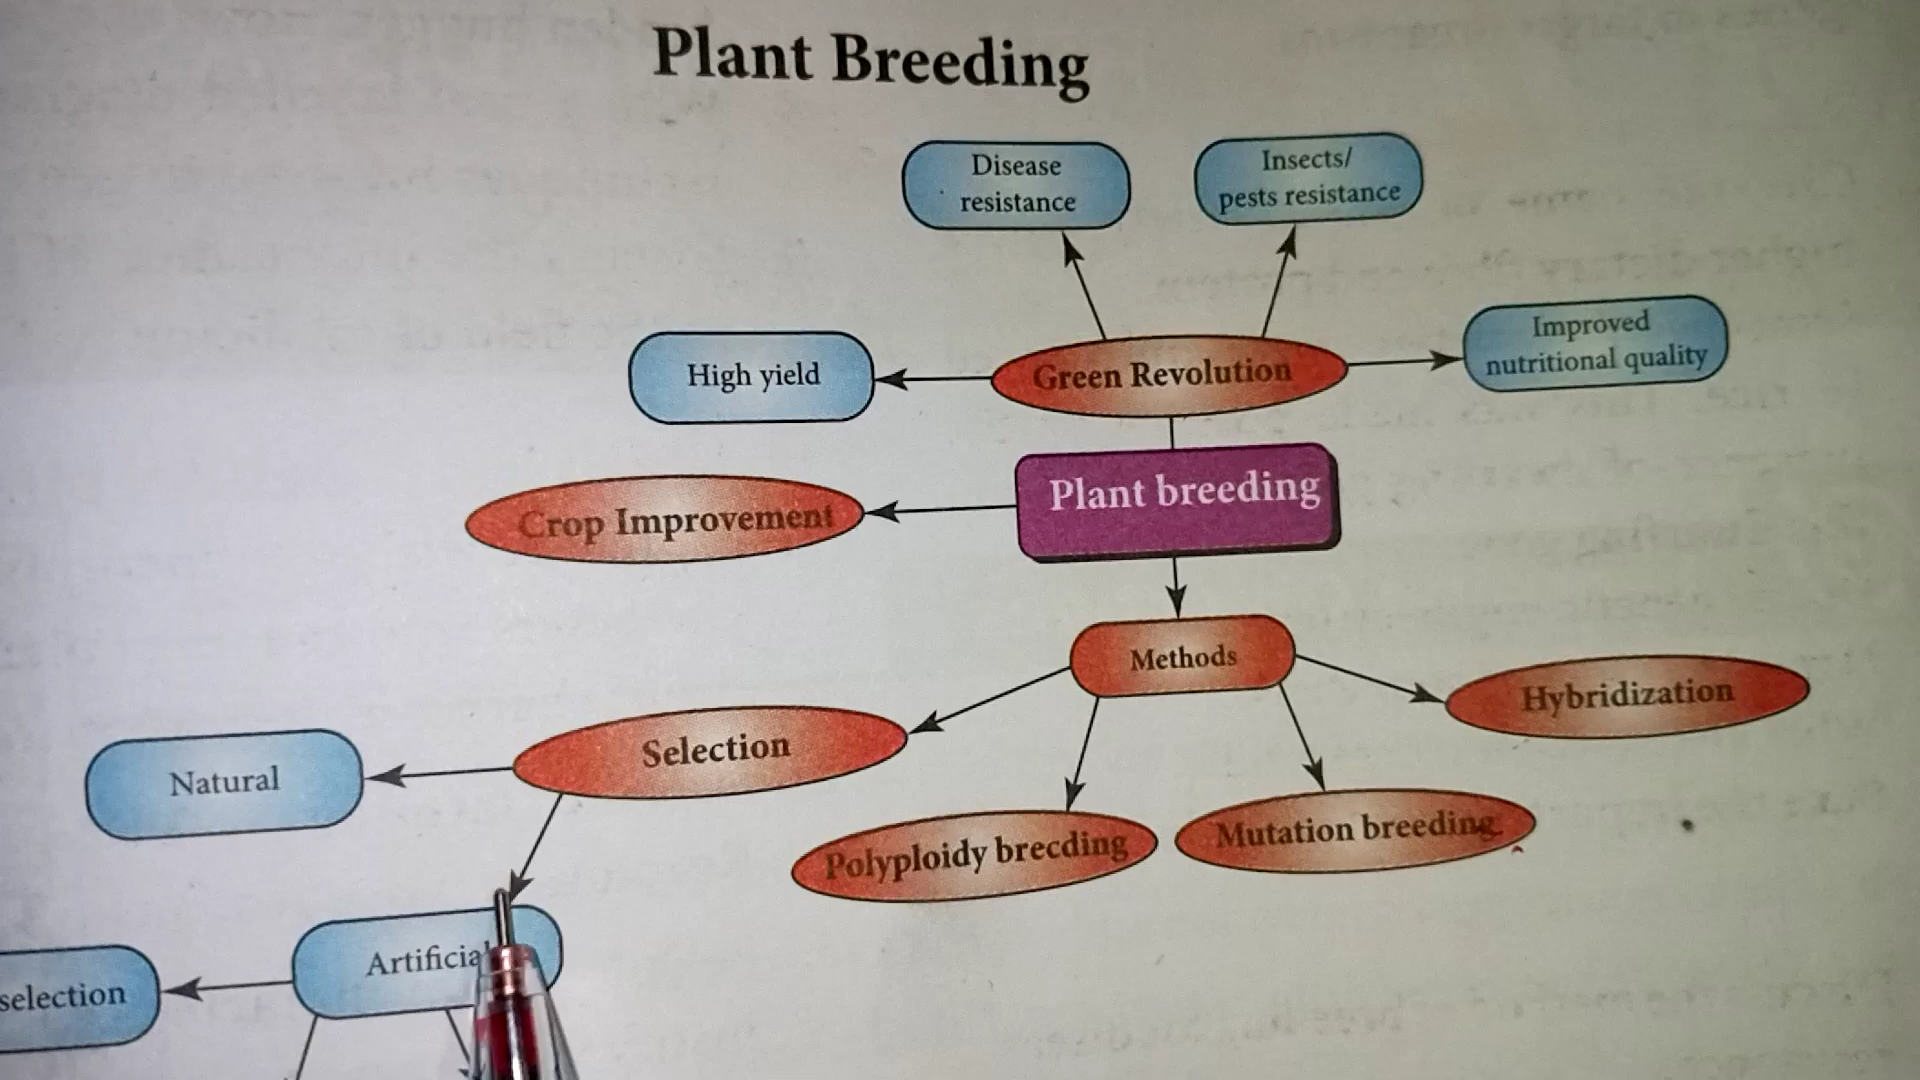 Plant Breeding
Disease
resistance
Insects/
pests resistance
High yield
Green Revolution
Improved
nutritional quality
Crop Improvement
Plant breeding
Methods
Hybridization
Selection
Natural
Polyploidy brecding
Mutation breeding
Artificial
selection